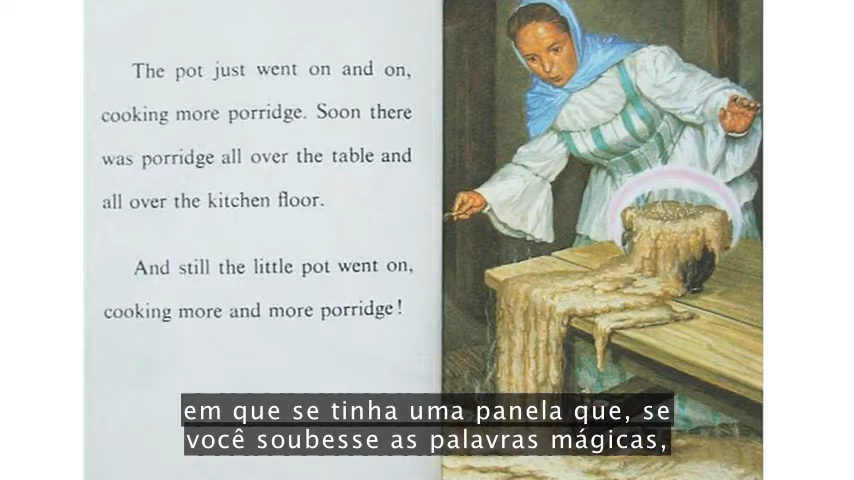 The pot just went on and on,
cooking more porridge. Soon there
was porridge all over the table and
all over the kitchen floor.
And still the little pot went on,
cooking more and more porridge!
em que se tinha uma panela que, se
você soubesse as palavras mágicas,